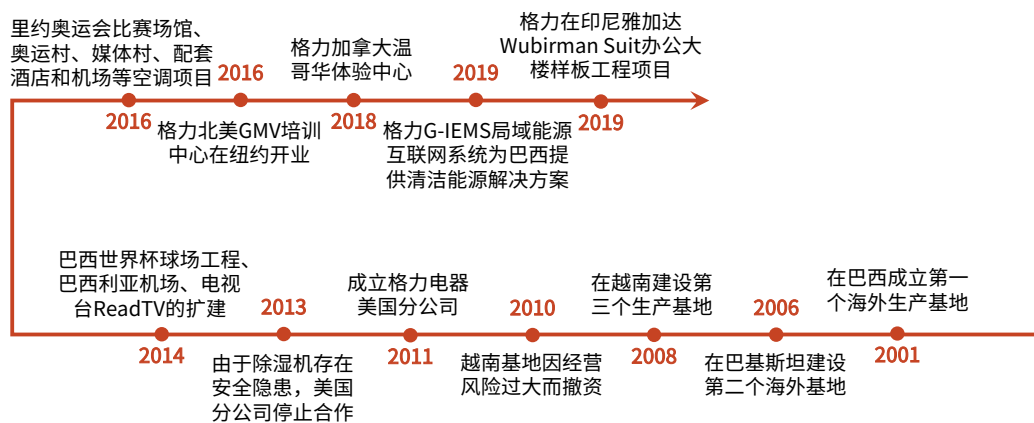 里约奥运会比赛场馆、
奥运村、媒体村、配套
酒店和机场等空调项目
2016
格力北美GMV培训
中心在纽约开业
2016
格力加拿大温
哥华体验中心
2018
格力G-IEMS局域能源
互联网系统为巴西提
供清洁能源解决方案
2019
格力在印尼雅加达
Wubirman Suit办公大
楼样板工程项目
2019
巴西世界杯球场工程、
巴西利亚机场、电视
台ReadTV的扩建
2014
由于除湿机存在
安全隐患，美国
分公司停止合作
2013
成立格力电器
美国分公司
2011
越南基地因经营
风险过大而撤资
2010
在越南建设第
三个生产基地
2008
在巴基斯坦建设
第二个海外基地
2006
在巴西成立第一
个海外生产基地
2001